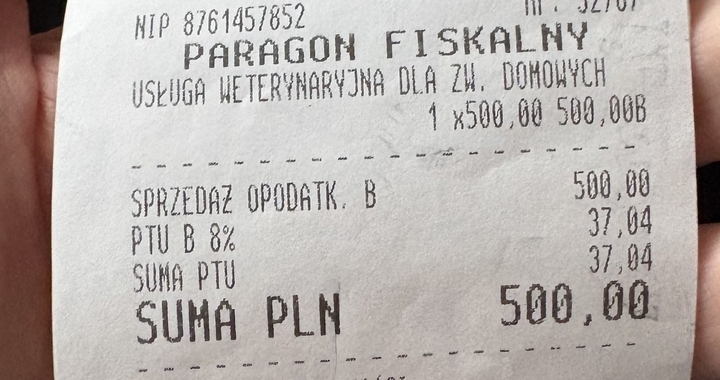 NIP 8761457852
PARAGON FISKALNY
USŁUGA WETERYNARYJNA DLA ZW. DOMOWYCH
1 x500,00 500,00B
SPRZEDAŻ OPODATK. B 500,00
PTU B 8% 37,04
SUMA PTU 37,04
SUMA PLN 500,00